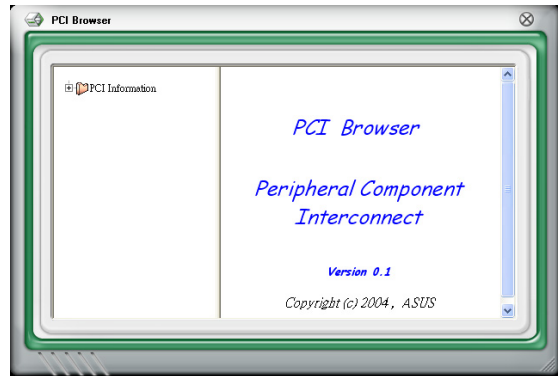 PCI Browser
PCI Information
PCI Browser
Peripheral Component
Interconnect
Version 0.1
Copyright (c) 2004 , ASUS